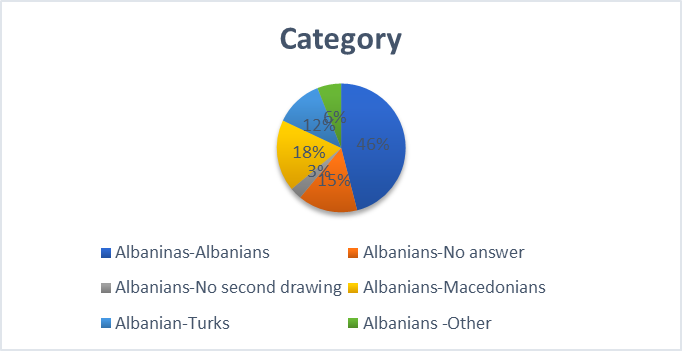 Category
6%
12%
46%
18%
3%
15%
Albaninas-Albanians
Albanians-No answer
Albanians-No second drawing
Albanians-Macedonians
Albanian-Turks
Albanians -Other